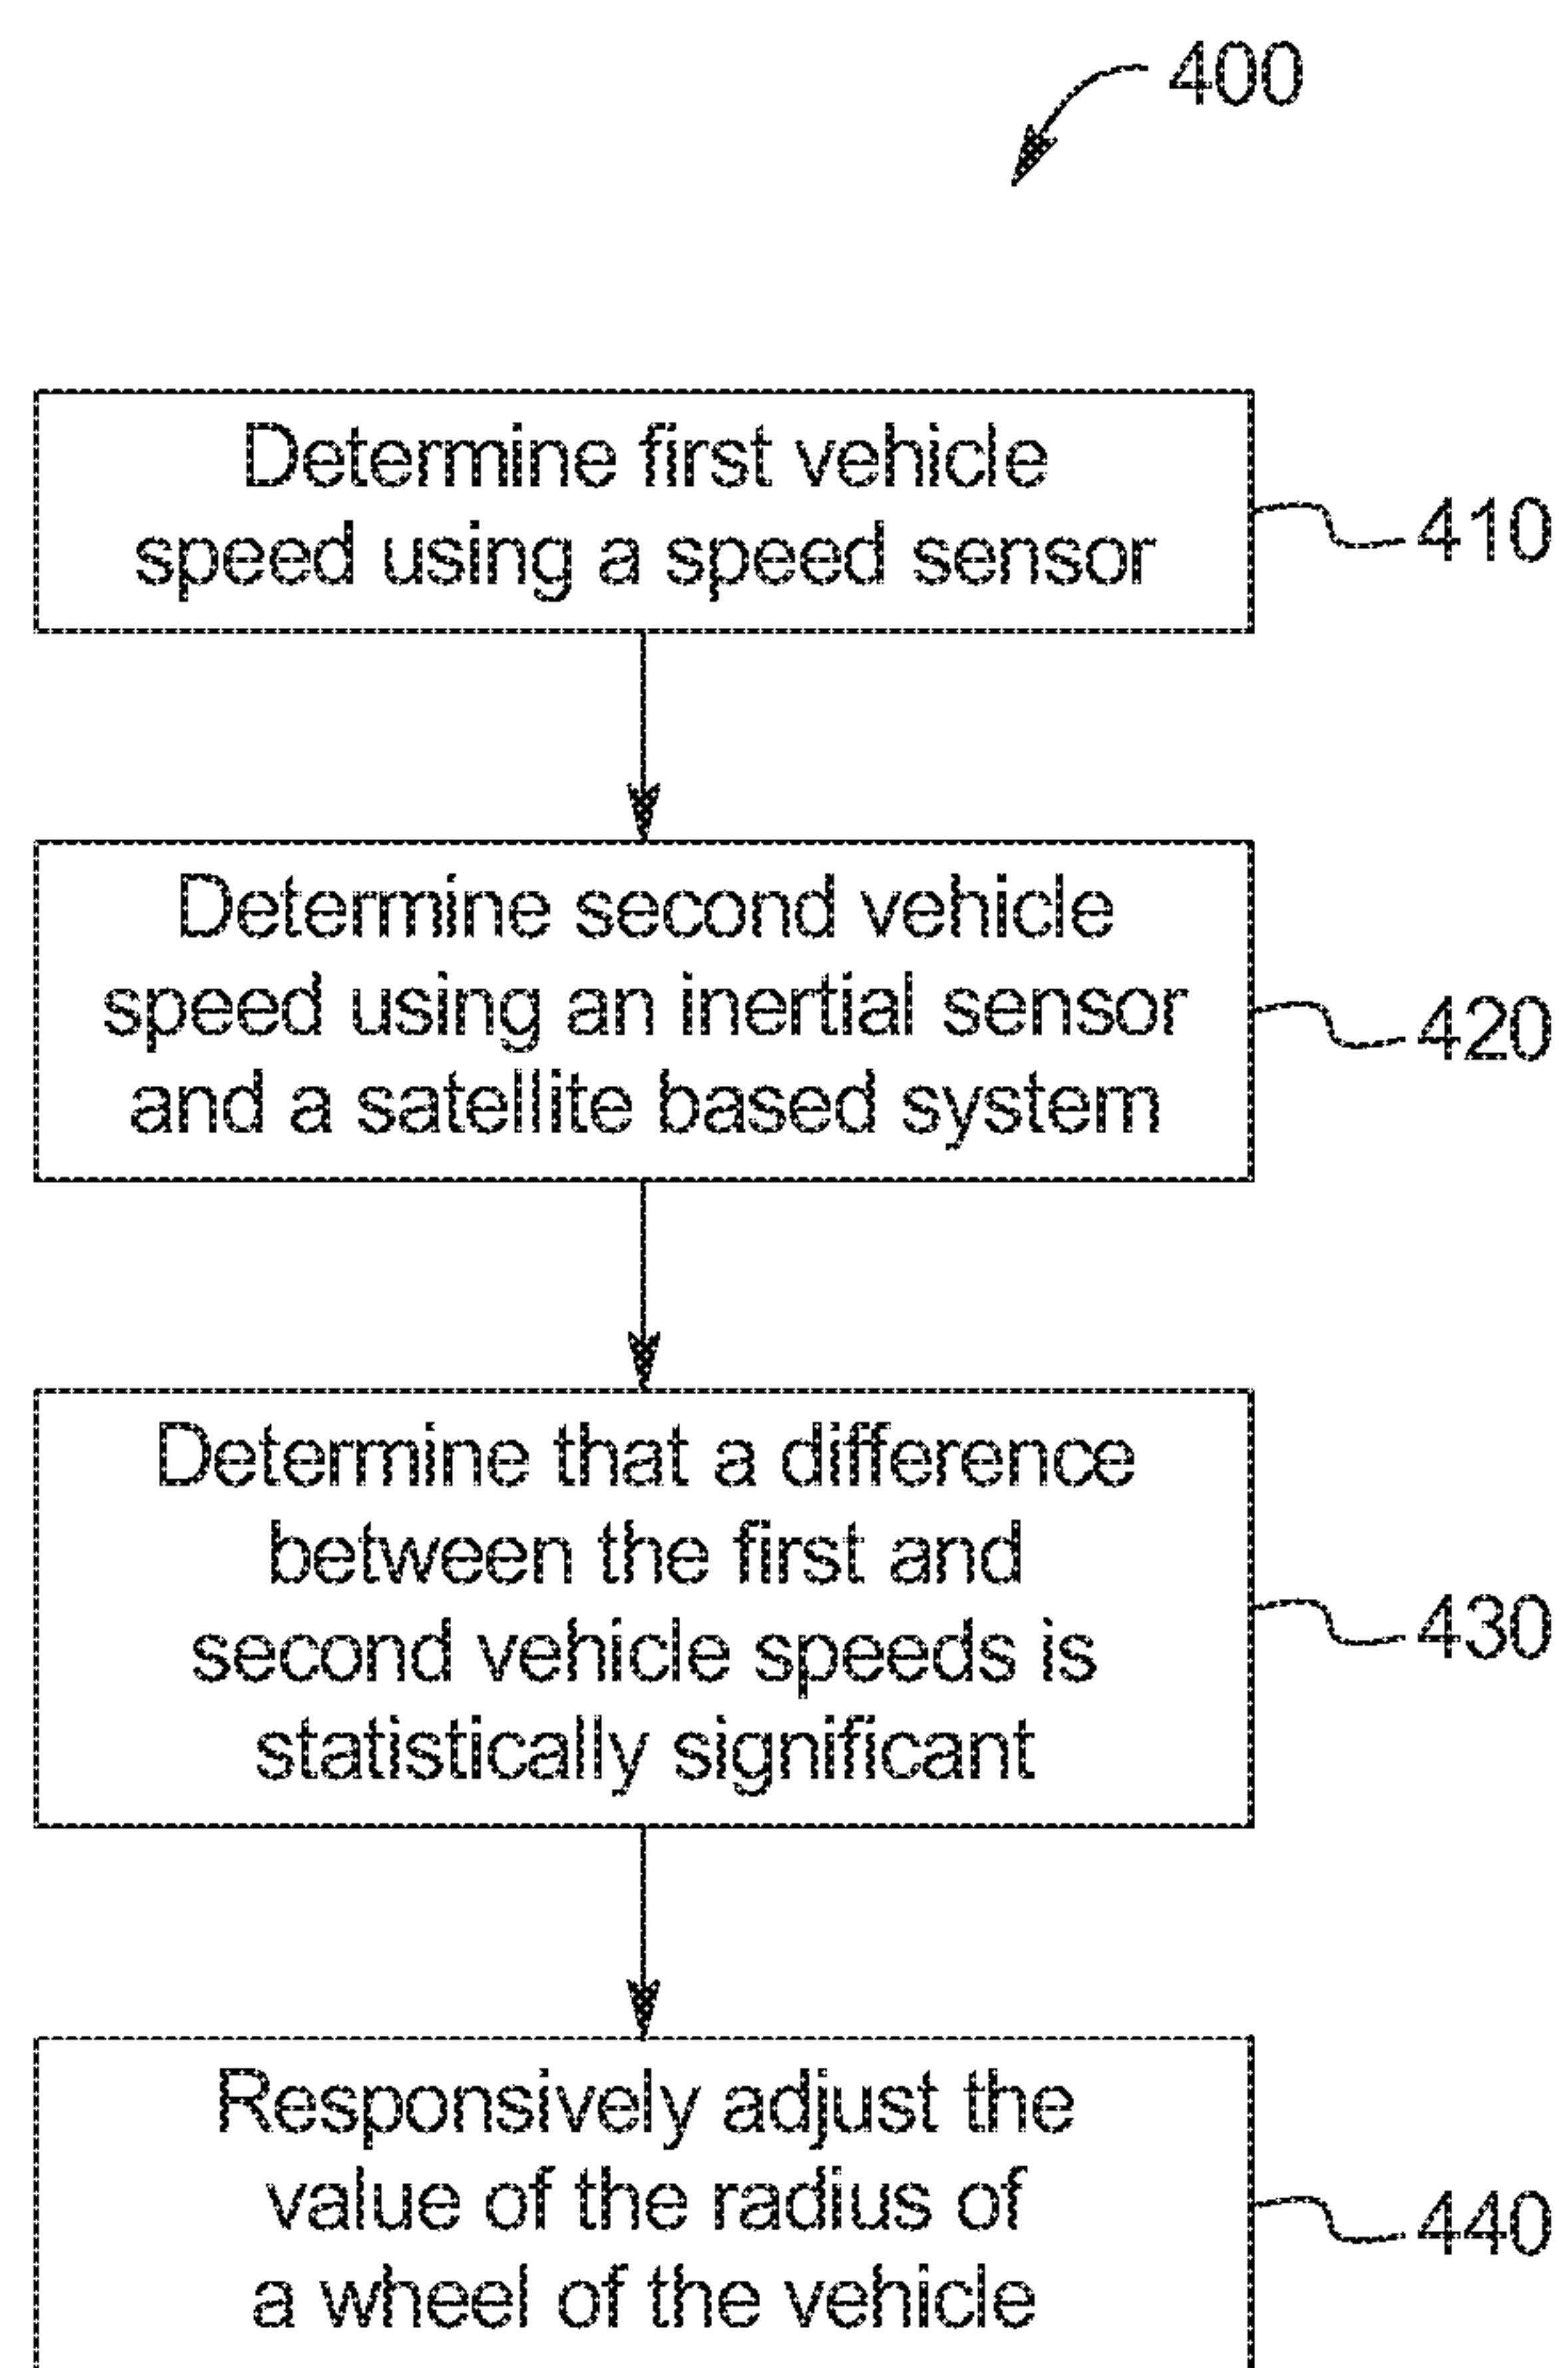 400
Determine first vehicle
speed using a speed sensor
410
Determine second vehicle
speed using an inertial sensor
and a satellite based system
420
Determine that a difference
between the first and
second vehicle speeds is
statistically significant
430
Responsively adjust the
value of the radius of
a wheel of the vehicle
440